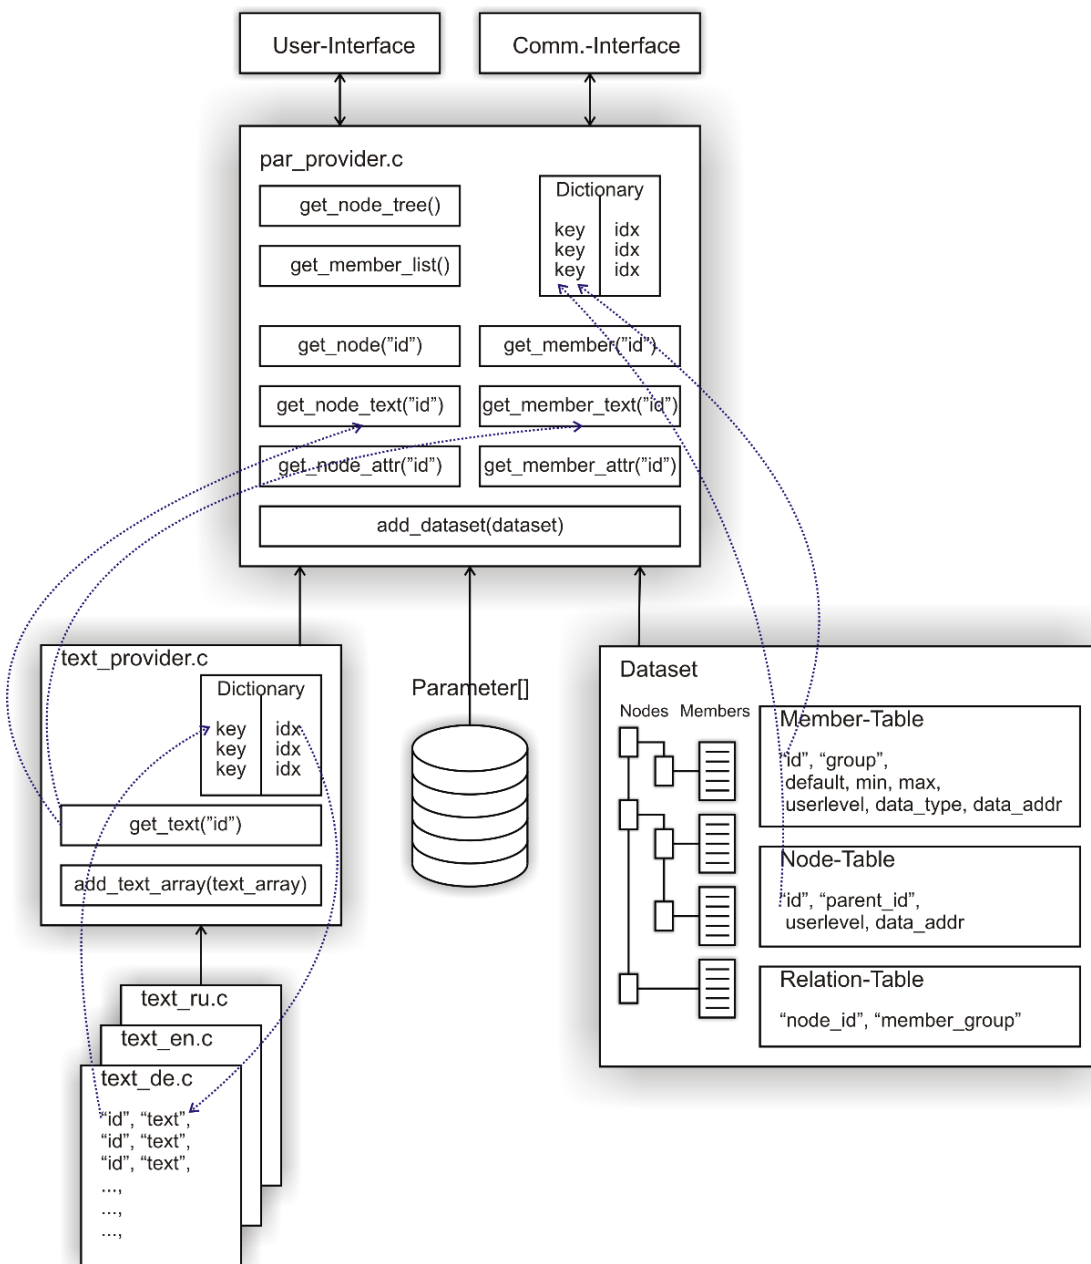 User-Interface
Comm.-Interface
par_provider.c
get_node_tree()
get_member_list()
Dictionary
key idx
key idx
key idx
get_node("id")
get_member("id")
get_node_text("id")
get_member_text("id")
get_node_attr("id")
get_member_attr("id")
add_dataset(dataset)
text_provider.c
Dictionary
key idx
key idx
key idx
get_text("id")
add_text_array(text_array)
Parameter[]
Dataset
Nodes Members
Member-Table
"id", "group",
default, min, max,
userlevel, data_type, data_addr
Node-Table
"id", "parent_id",
userlevel, data_addr
Relation-Table
"node_id", "member_group"
text_ru.c
text_en.c
text_de.c
"id", "text",
"id", "text",
"id", "text",
...,
...,
...,